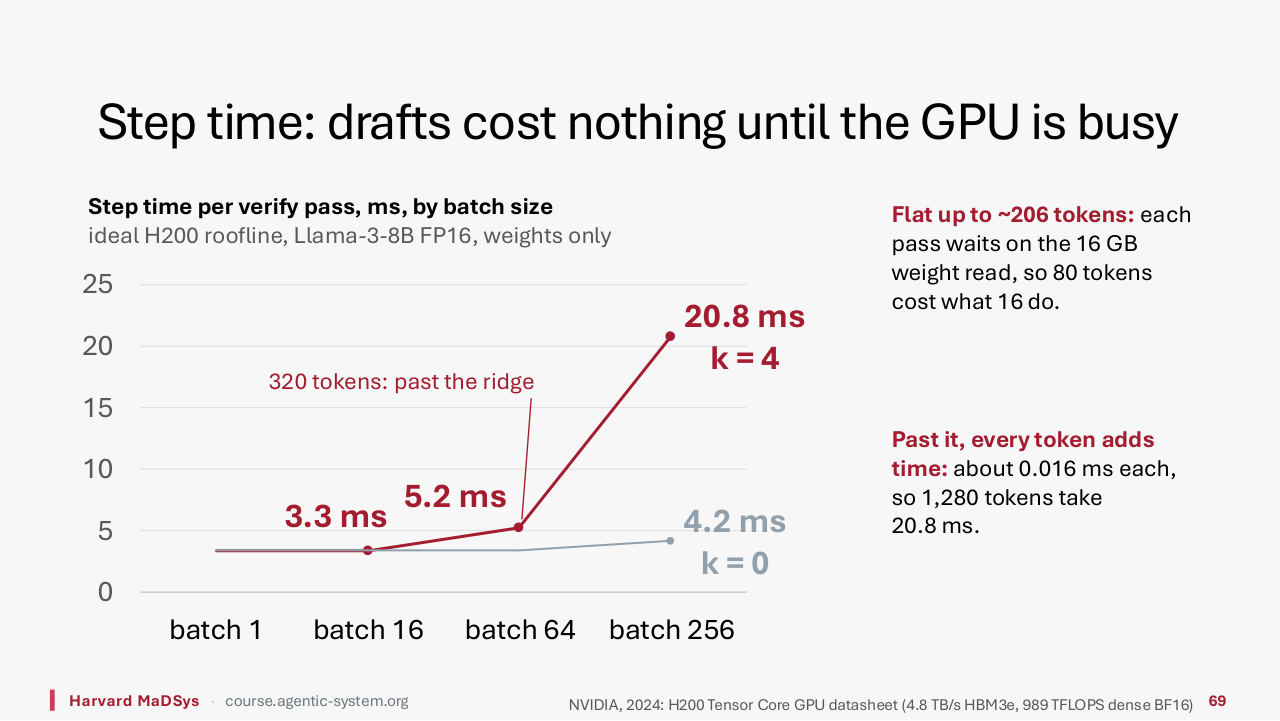 Step time: drafts cost nothing until the GPU is busy
Step time per verify pass, ms, by batch size
ideal H200 roofline, Llama-3-8B FP16, weights only
25
20
15
10
5
0
20.8 ms
k = 4
320 tokens: past the ridge
5.2 ms
3.3 ms
4.2 ms
k = 0
batch 1
batch 16
batch 64
batch 256
Flat up to ~206 tokens: each
pass waits on the 16 GB
weight read, so 80 tokens
cost what 16 do.
Past it, every token adds
time: about 0.016 ms each,
so 1,280 tokens take
20.8 ms.
Harvard MaDSys · course.agentic-system.org
NVIDIA, 2024: H200 Tensor Core GPU datasheet (4.8 TB/s HBM3e, 989 TFLOPS dense BF16)
69